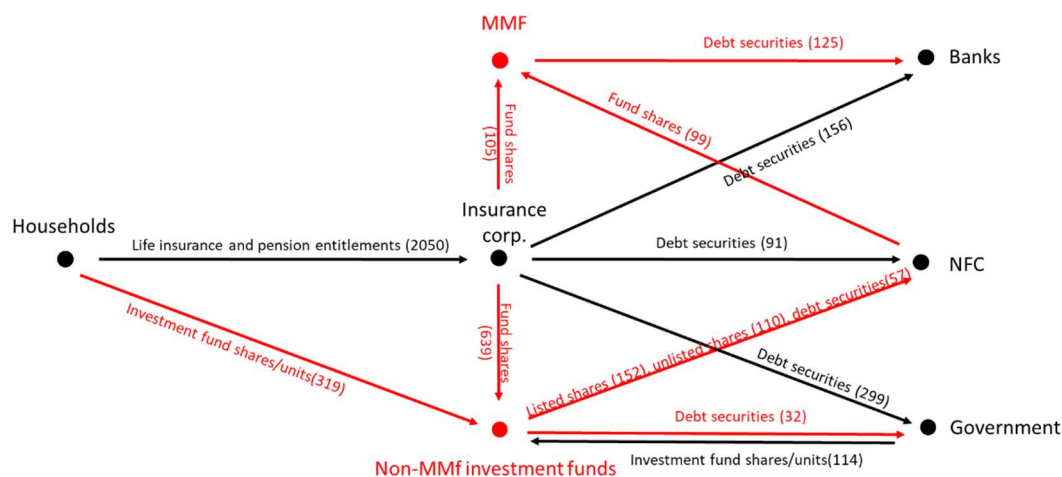 MMF
Debt securities (125)
Banks
Fund shares
(105)
Fund shares (99)
Debt securities (156)
Households
Insurance
corp.
Life insurance and pension entitlements (2050)
Debt securities (91)
NFC
Investment fund shares/units(319)
Fund shares
(639)
Listed shares (152), unlisted shares (110), debt securities(57)
Debt securities (299)
Debt securities (32)
Government
Non-MMf investment funds
Investment fund shares/units(114)